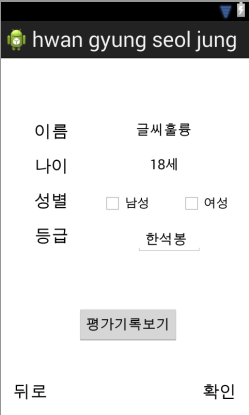 hwan gyung seol jung
이름 글씨훌륭
나이 18세
성별 남성 여성
등급 한석봉
평가기록보기
뒤로 확인